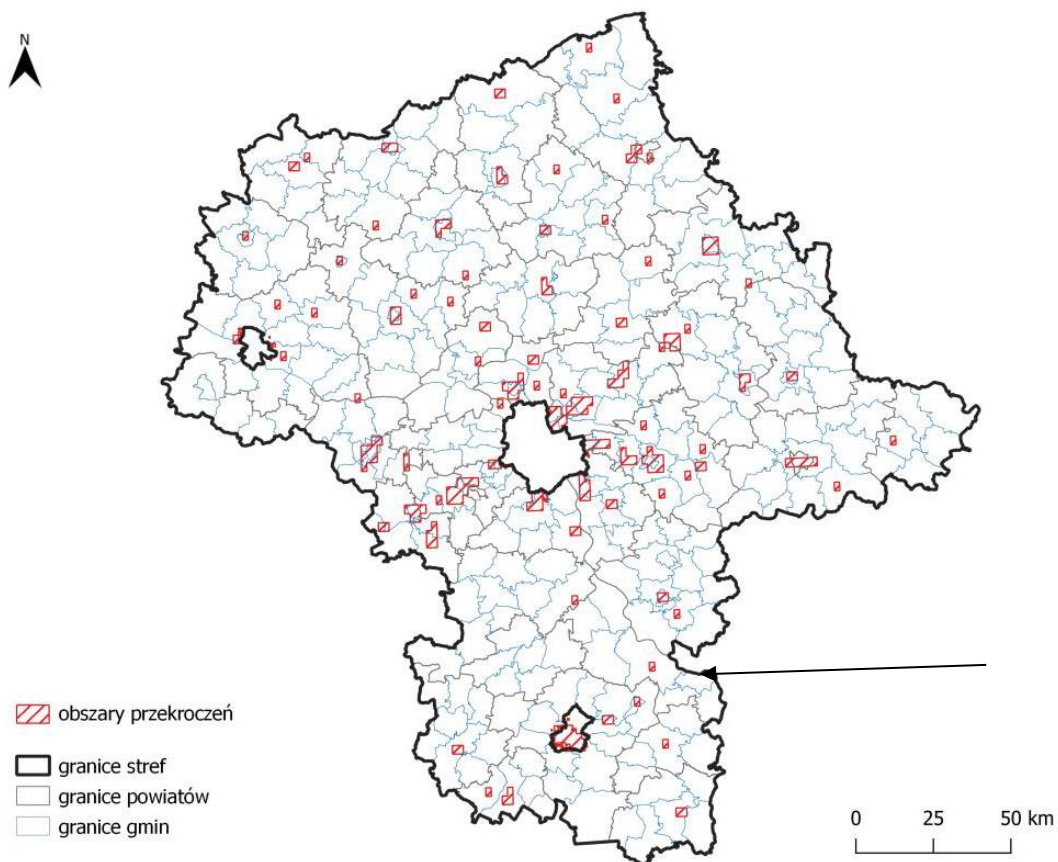 N
obszary przekroczeń
granice stref
granice powiatów
granice gmin
0 25 50 km